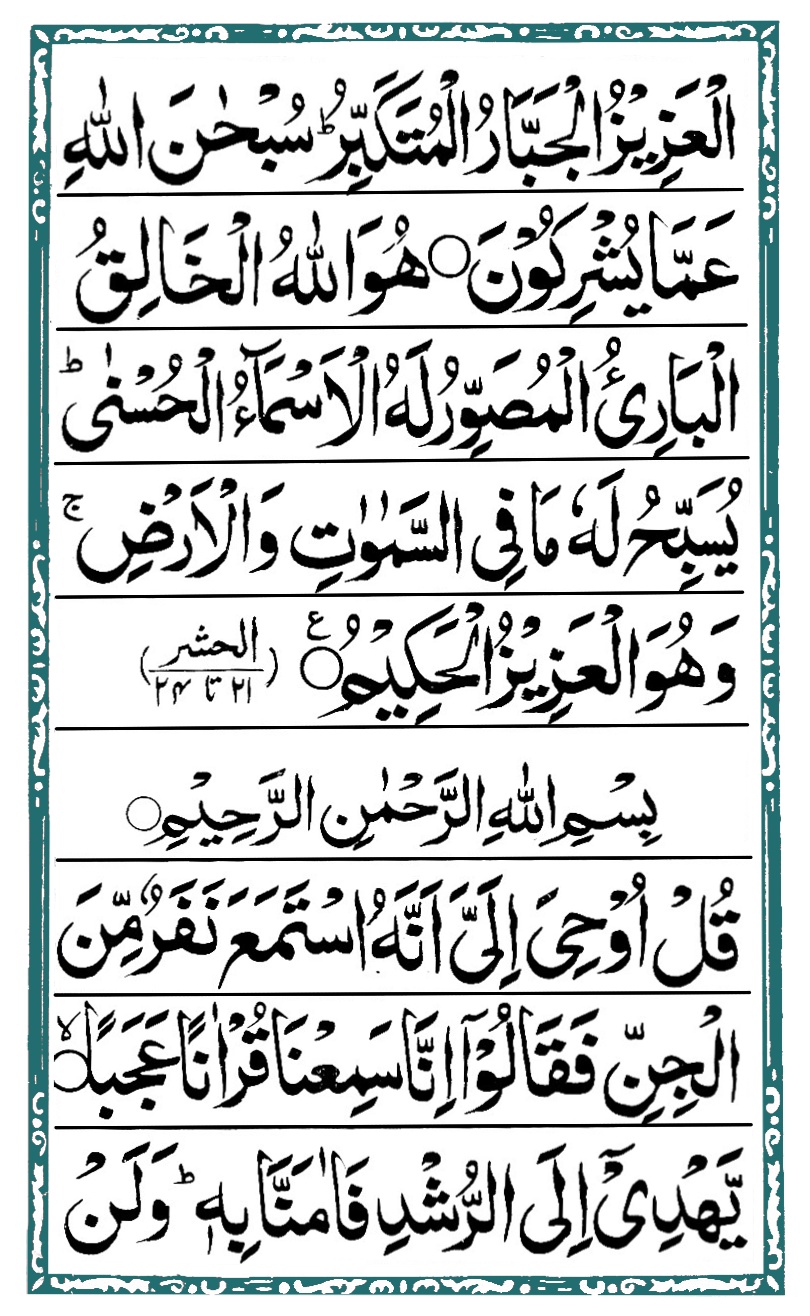 الْعَزِيْزُ الْجَبَّارُ الْمُتَكَبِّرُ ؕ سُبْحٰنَ اللّٰهِ
عَمَّا يُشْرِكُوْنَ ○ هُوَ اللّٰهُ الْخَالِقُ
الْبَارِئُ الْمُصَوِّرُ لَهُ الْاَسْمَآءُ الْحُسْنٰى ؕ
يُسَبِّحُ لَهٗ مَا فِى السَّمٰوٰتِ وَالْاَرْضِ ۚ
وَهُوَ الْعَزِيْزُ الْحَكِيْمُ ○ ع (الحشر ۲۱ تا ۲۴)
بِسْمِ اللّٰهِ الرَّحْمٰنِ الرَّحِيْمِ ○
قُلْ اُوْحِىَ اِلَىَّ اَنَّهُ اسْتَمَعَ نَفَرٌ مِّنَ
الْجِنِّ فَقَالُوْٓا اِنَّا سَمِعْنَا قُرْاٰنًا عَجَبًا ○ ۙ
يَّهْدِىْٓ اِلَى الرُّشْدِ فَاٰمَنَّا بِهٖ ؕ وَلَنْ